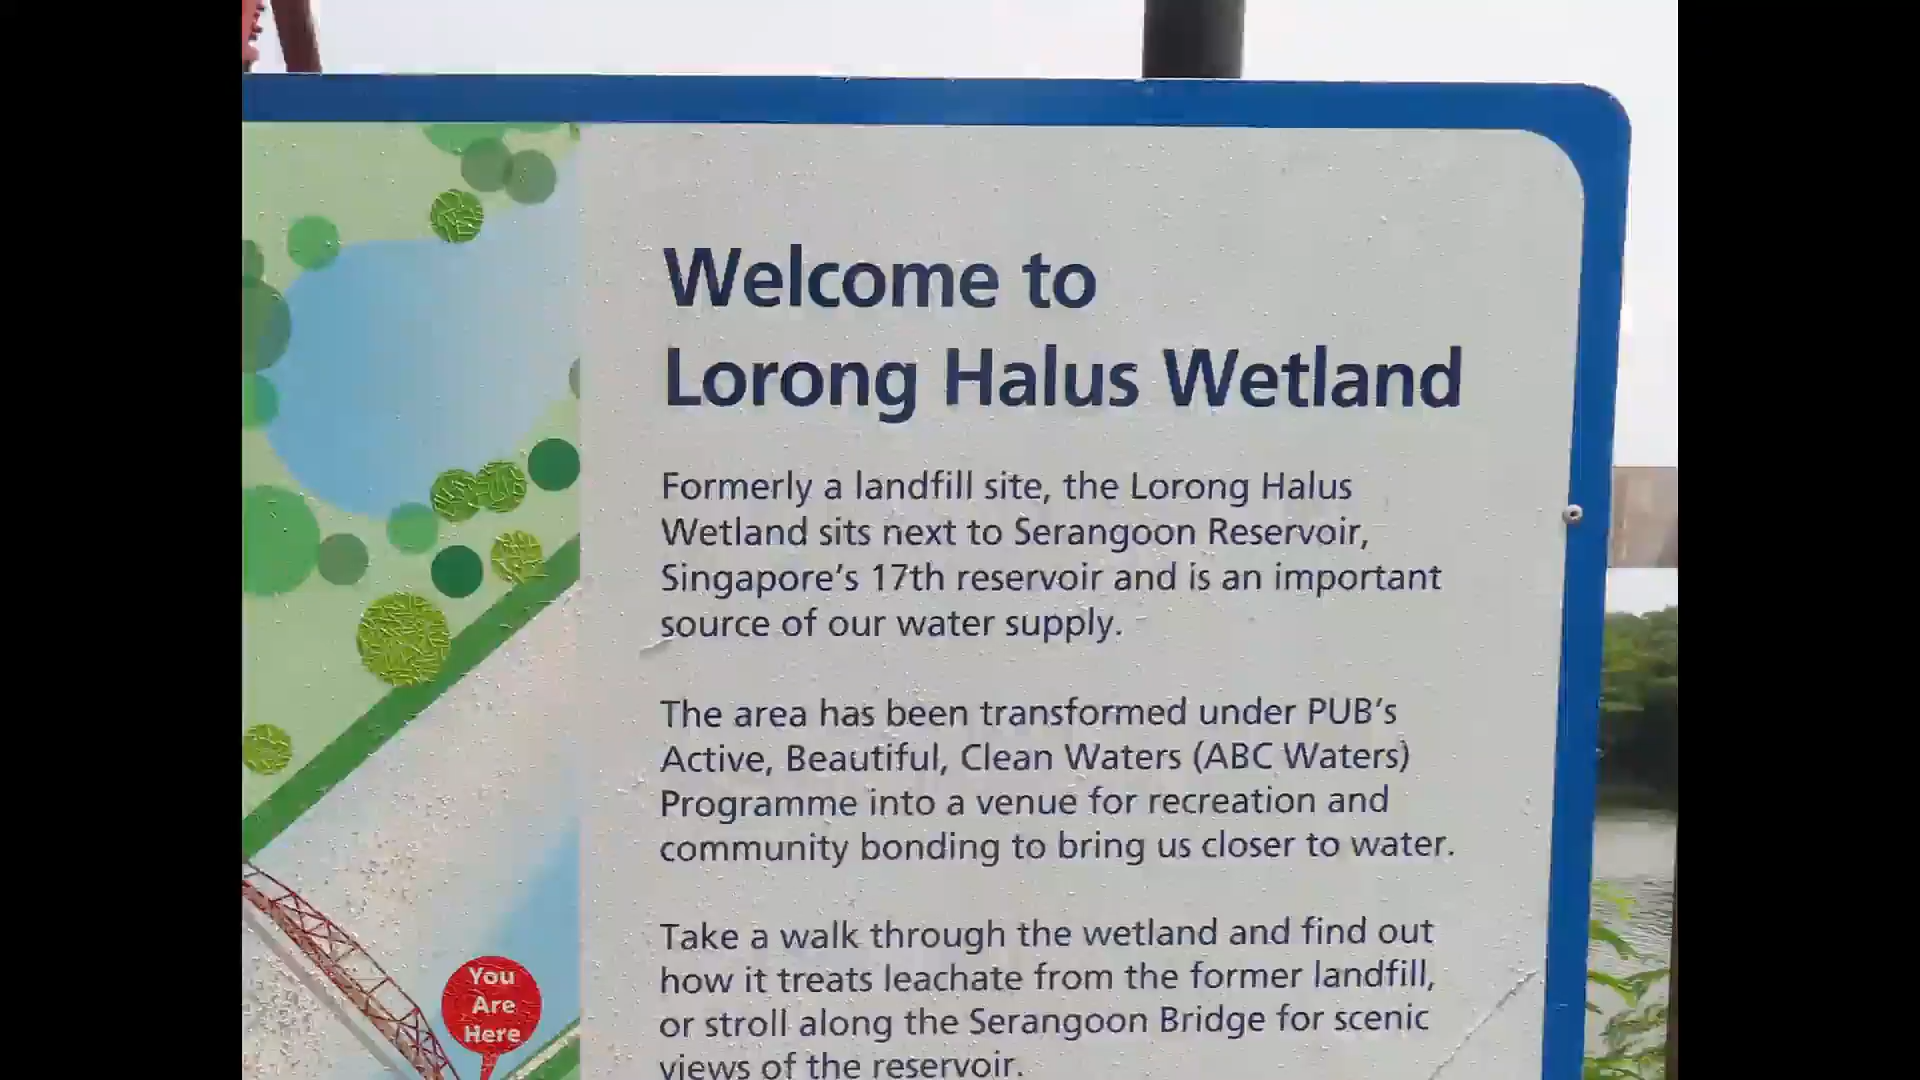 Welcome to
Lorong Halus Wetland
Formerly a landfill site, the Lorong Halus
Wetland sits next to Serangoon Reservoir,
Singapore's 17th reservoir and is an important
source of our water supply.
The area has been transformed under PUB's
Active, Beautiful, Clean Waters (ABC Waters)
Programme into a venue for recreation and
community bonding to bring us closer to water.
Take a walk through the wetland and find out
how it treats leachate from the former landfill,
or stroll along the Serangoon Bridge for scenic
views of the reservoir.
You
Are
Here